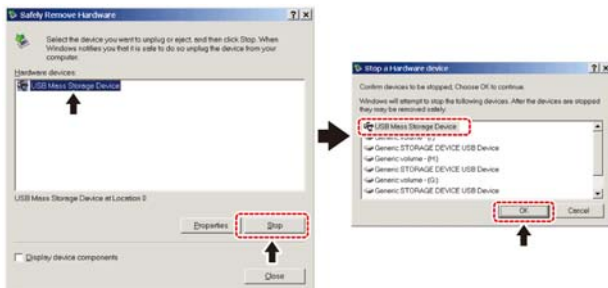 Safely Remove Hardware
Select the device you want to unplug or eject, and then click Stop. When
Windows notifies you that it is safe to do so unplug the device from your
computer.
Hardware devices:
USB Mass Storage Device
USB Mass Storage Device at Location 0
Properties
Stop
Display device components
Close
Stop a Hardware device
Confirm devices to be stopped, Choose OK to continue.
Windows will attempt to stop the following devices. After the devices are stopped
they may be removed safely.
USB Mass Storage Device
Generic volume -
Generic STORAGE DEVICE USB Device
Generic volume - (H:)
Generic STORAGE DEVICE USB Device
Generic volume - (G:)
Generic STORAGE DEVICE USB Device
OK
Cancel